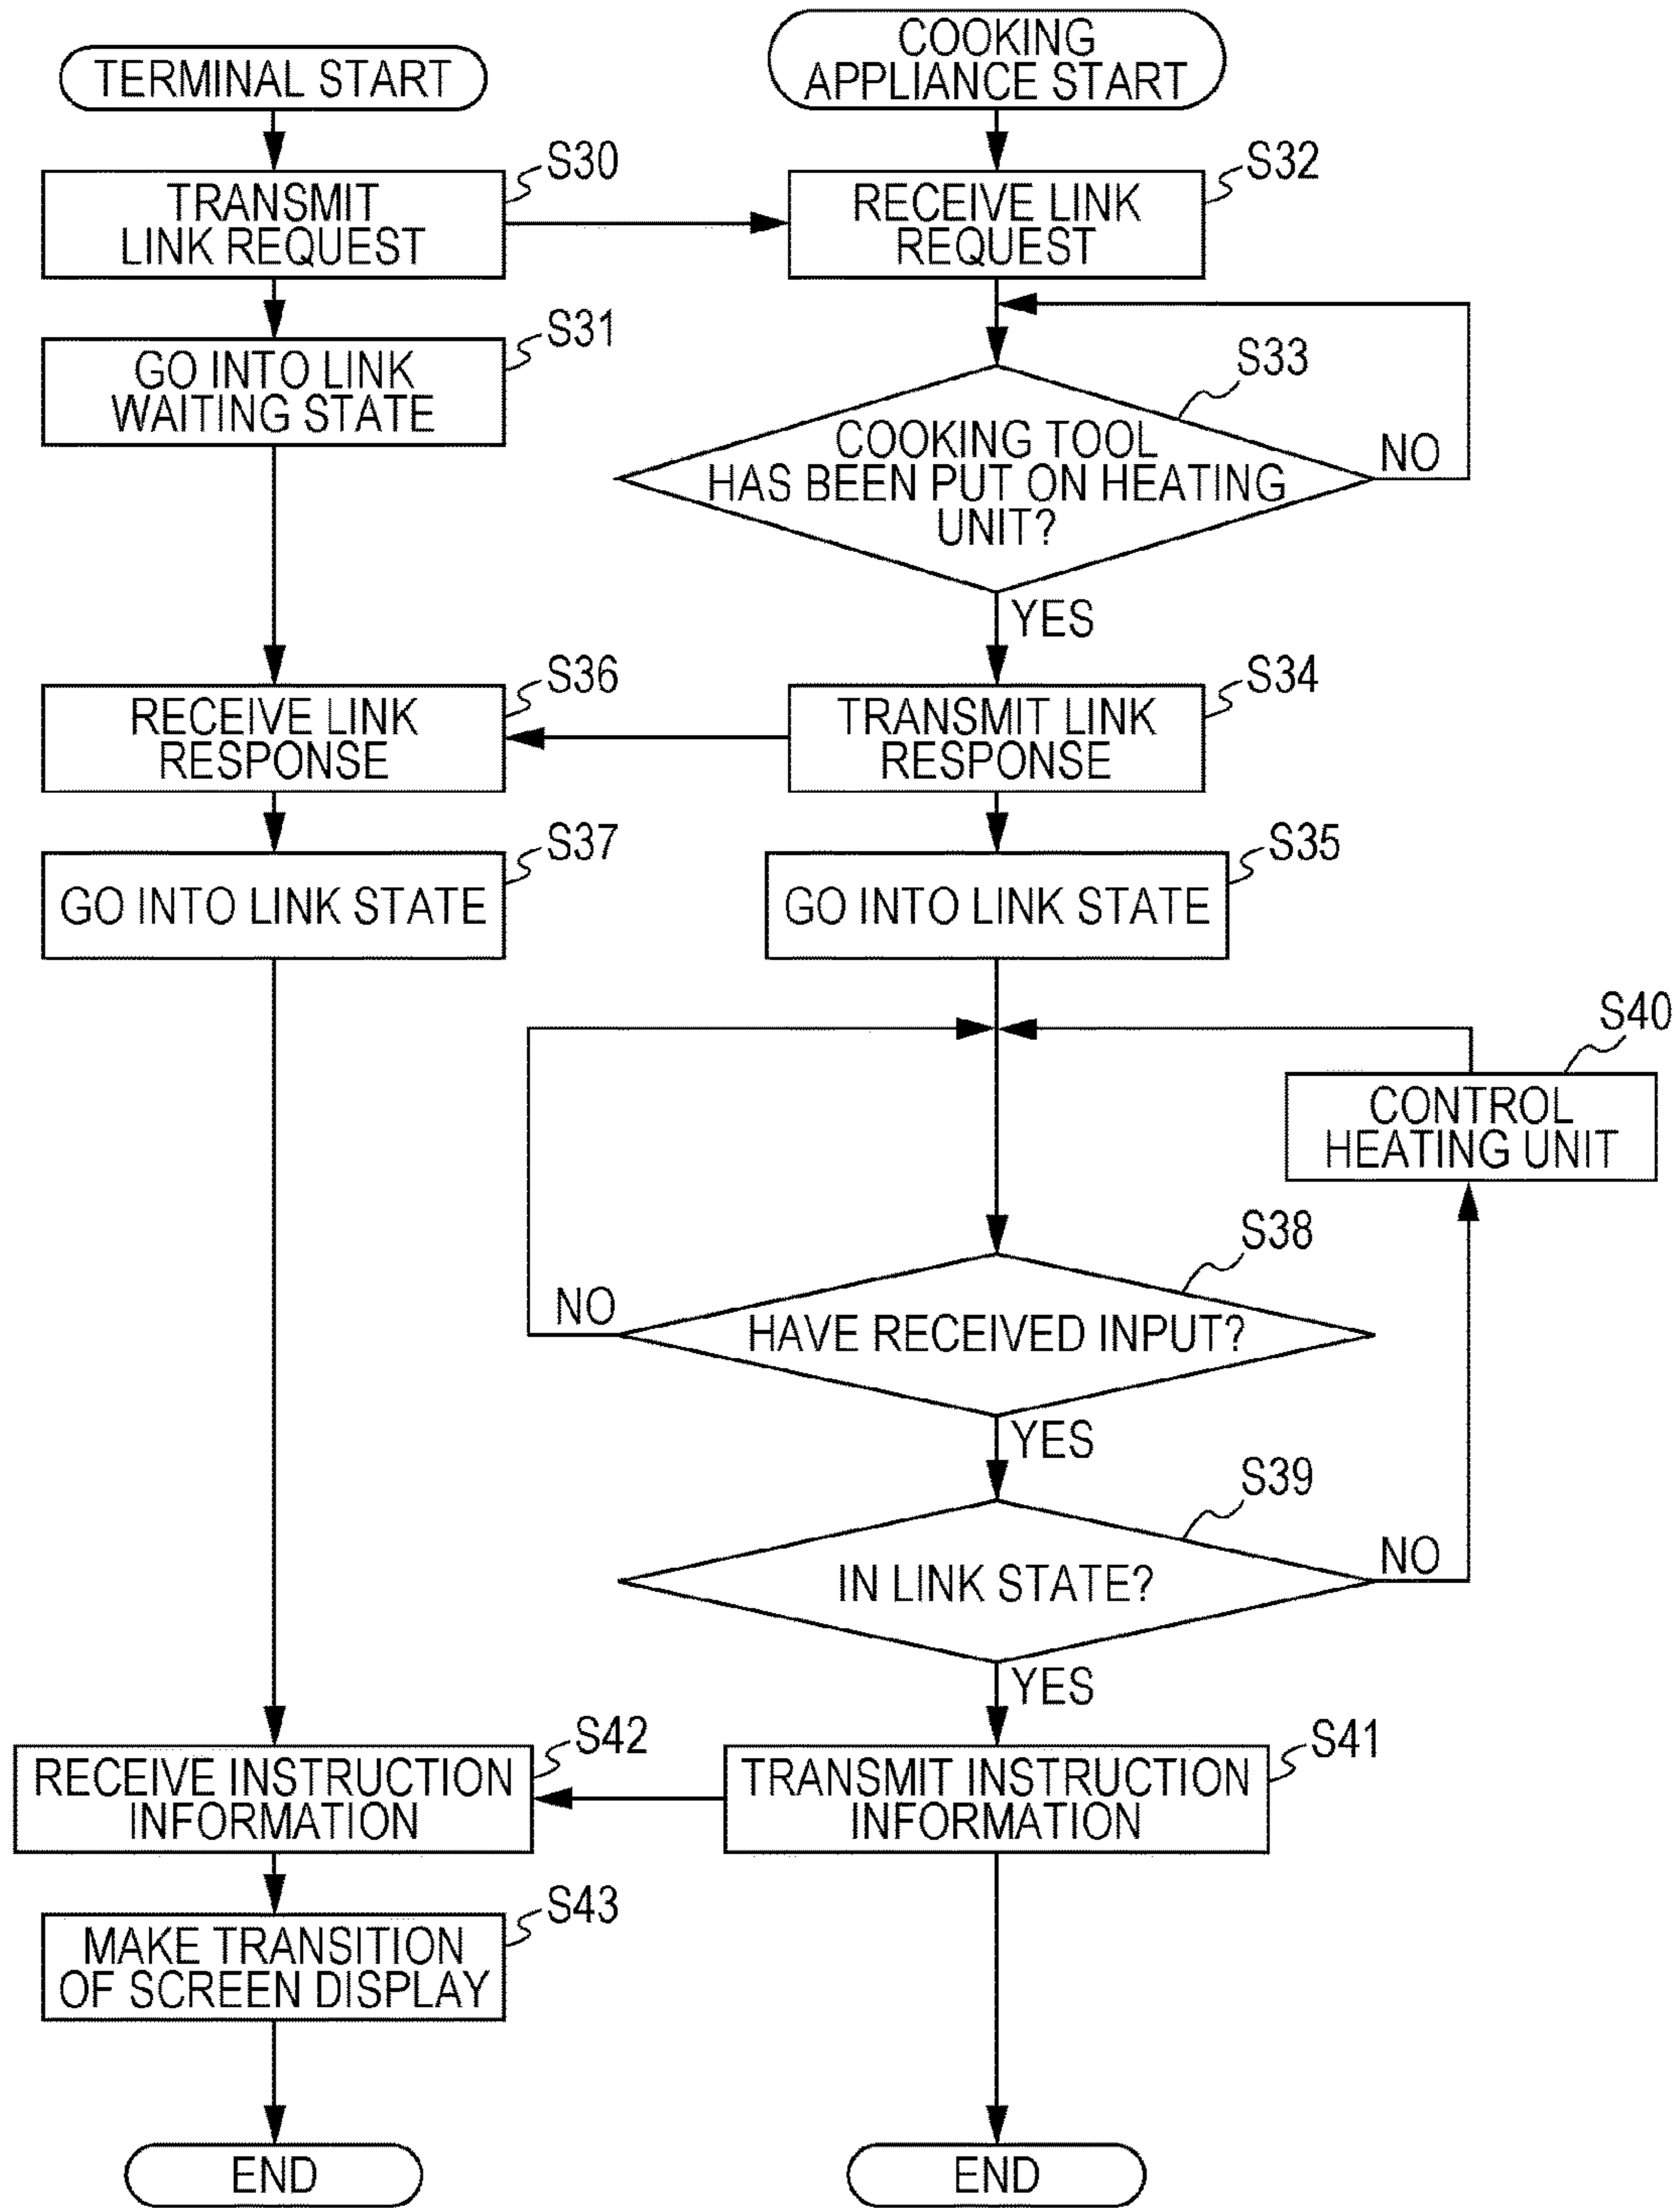 TERMINAL START
COOKING
APPLIANCE START
S30
TRANSMIT
LINK REQUEST
S32
RECEIVE LINK
REQUEST
S31
GO INTO LINK
WAITING STATE
S33
COOKING TOOL
HAS BEEN PUT ON HEATING
UNIT?
NO
YES
S36
RECEIVE LINK
RESPONSE
S34
TRANSMIT LINK
RESPONSE
S37
GO INTO LINK STATE
S35
GO INTO LINK STATE
S40
CONTROL
HEATING UNIT
S38
HAVE RECEIVED INPUT?
NO
YES
S39
IN LINK STATE?
NO
YES
S42
RECEIVE INSTRUCTION
INFORMATION
S41
TRANSMIT INSTRUCTION
INFORMATION
S43
MAKE TRANSITION
OF SCREEN DISPLAY
END
END